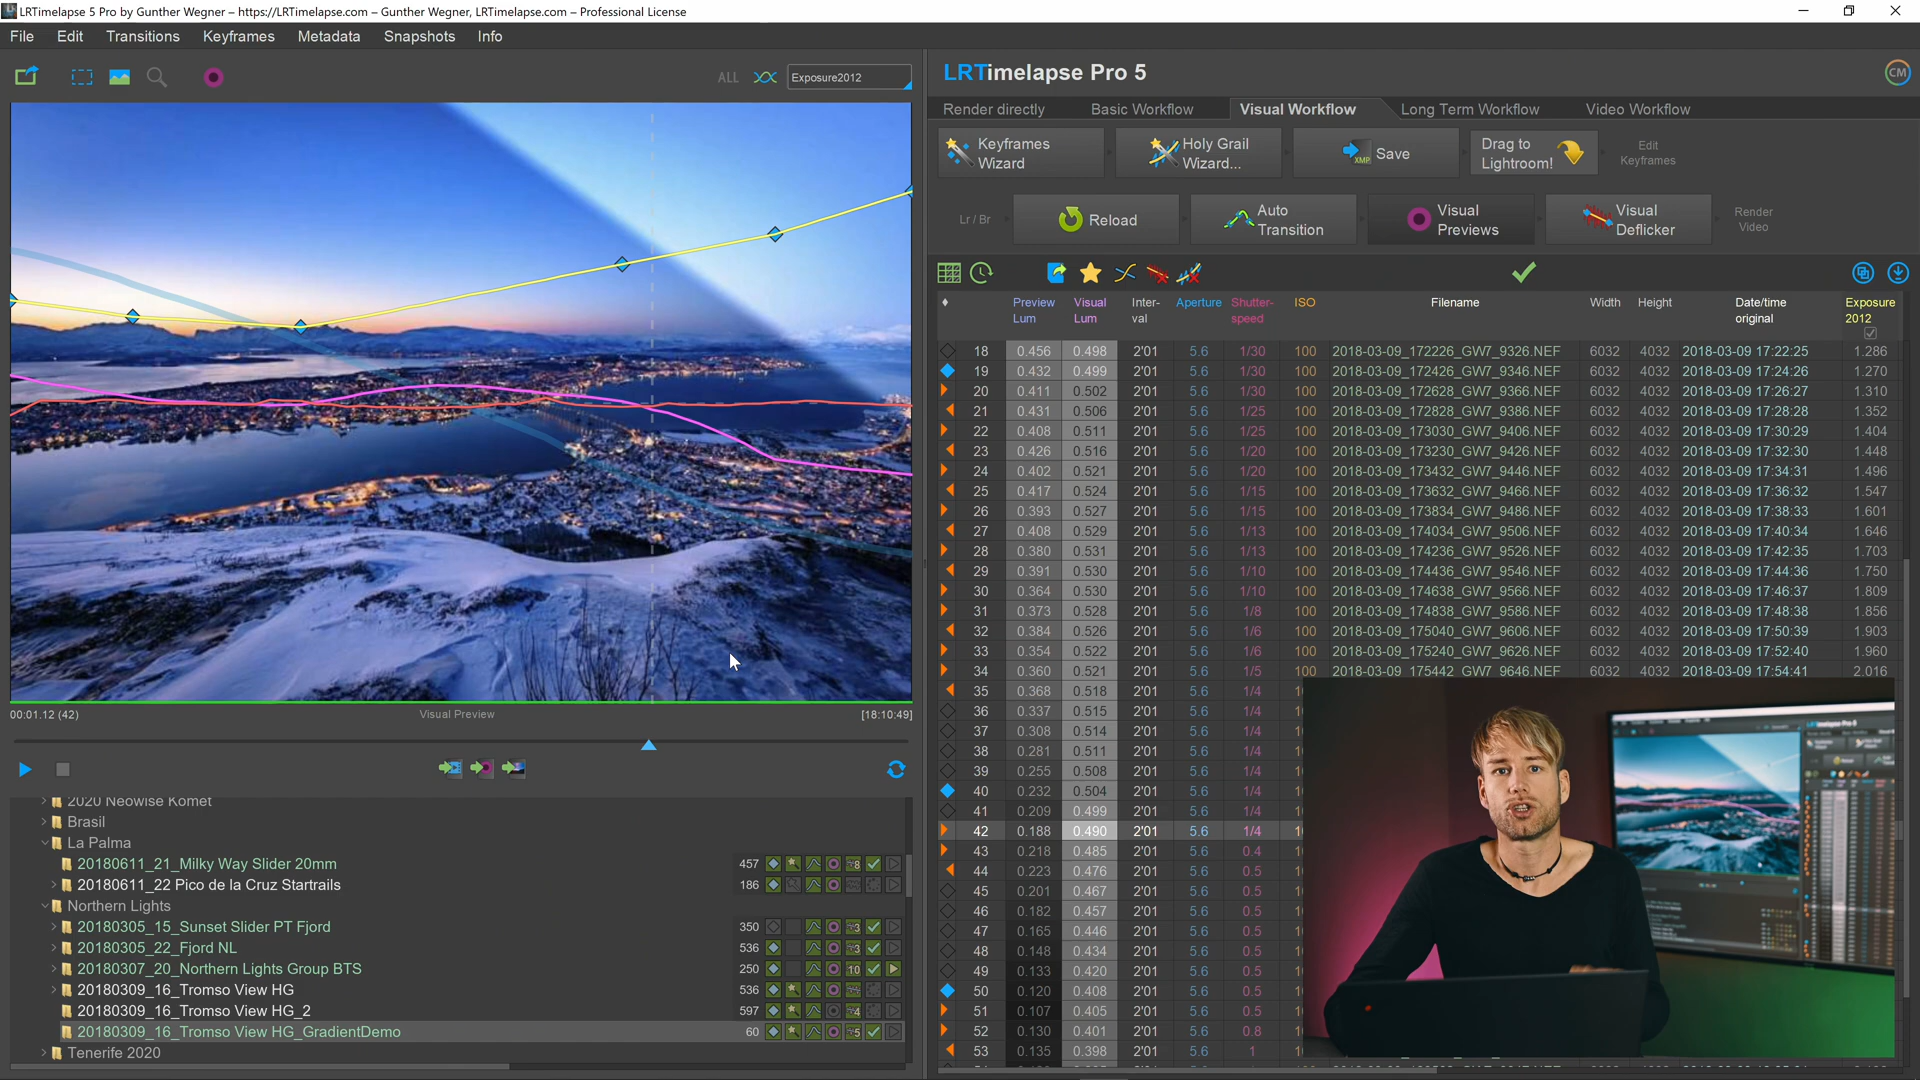 LRTimelapse 5 Pro by Gunther Wegner – https://LRTimelapse.com – Gunther Wegner, LRTimelapse.com – Professional License
File Edit Transitions Keyframes Metadata Snapshots Info
ALL Exposure2012
LRTimelapse Pro 5
CM
Render directly Basic Workflow Visual Workflow Long Term Workflow Video Workflow
Keyframes Wizard
Holy Grail Wizard...
XMP Save
Drag to Lightroom!
Edit Keyframes
Lr / Br
Reload
Auto Transition
Visual Previews
Visual Deflicker
Render Video
Preview Lum Visual Lum Inter-val Aperture Shutter-speed ISO Filename Width Height Date/time original Exposure 2012
18 0.456 0.498 2'01 5.6 1/30 100 2018-03-09_172226_GW7_9326.NEF 6032 4032 2018-03-09 17:22:25 1.286
19 0.432 0.499 2'01 5.6 1/30 100 2018-03-09_172426_GW7_9346.NEF 6032 4032 2018-03-09 17:24:26 1.270
20 0.411 0.502 2'01 5.6 1/30 100 2018-03-09_172628_GW7_9366.NEF 6032 4032 2018-03-09 17:26:27 1.310
21 0.431 0.506 2'01 5.6 1/25 100 2018-03-09_172828_GW7_9386.NEF 6032 4032 2018-03-09 17:28:28 1.352
22 0.408 0.511 2'01 5.6 1/25 100 2018-03-09_173030_GW7_9406.NEF 6032 4032 2018-03-09 17:30:29 1.404
23 0.426 0.516 2'01 5.6 1/20 100 2018-03-09_173230_GW7_9426.NEF 6032 4032 2018-03-09 17:32:30 1.448
24 0.402 0.521 2'01 5.6 1/20 100 2018-03-09_173432_GW7_9446.NEF 6032 4032 2018-03-09 17:34:31 1.496
25 0.417 0.524 2'01 5.6 1/15 100 2018-03-09_173632_GW7_9466.NEF 6032 4032 2018-03-09 17:36:32 1.547
26 0.393 0.527 2'01 5.6 1/15 100 2018-03-09_173834_GW7_9486.NEF 6032 4032 2018-03-09 17:38:33 1.601
27 0.408 0.529 2'01 5.6 1/13 100 2018-03-09_174034_GW7_9506.NEF 6032 4032 2018-03-09 17:40:34 1.646
28 0.380 0.531 2'01 5.6 1/13 100 2018-03-09_174236_GW7_9526.NEF 6032 4032 2018-03-09 17:42:35 1.703
29 0.391 0.530 2'01 5.6 1/10 100 2018-03-09_174436_GW7_9546.NEF 6032 4032 2018-03-09 17:44:36 1.750
30 0.364 0.530 2'01 5.6 1/10 100 2018-03-09_174638_GW7_9566.NEF 6032 4032 2018-03-09 17:46:37 1.809
31 0.373 0.528 2'01 5.6 1/8 100 2018-03-09_174838_GW7_9586.NEF 6032 4032 2018-03-09 17:48:38 1.856
32 0.384 0.526 2'01 5.6 1/6 100 2018-03-09_175040_GW7_9606.NEF 6032 4032 2018-03-09 17:50:39 1.903
33 0.354 0.522 2'01 5.6 1/6 100 2018-03-09_175240_GW7_9626.NEF 6032 4032 2018-03-09 17:52:40 1.960
34 0.360 0.521 2'01 5.6 1/5 100 2018-03-09_175442_GW7_9646.NEF 6032 4032 2018-03-09 17:54:41 2.016
35 0.368 0.518 2'01 5.6 1/4
36 0.337 0.515 2'01 5.6 1/4
37 0.308 0.514 2'01 5.6 1/4
38 0.281 0.511 2'01 5.6 1/4
39 0.255 0.508 2'01 5.6 1/4
40 0.232 0.504 2'01 5.6 1/4
41 0.209 0.499 2'01 5.6 1/4
42 0.188 0.490 2'01 5.6 1/4
43 0.218 0.485 2'01 5.6 0.4
44 0.223 0.476 2'01 5.6 0.5
45 0.201 0.467 2'01 5.6 0.5
46 0.182 0.457 2'01 5.6 0.5
47 0.165 0.446 2'01 5.6 0.5
48 0.148 0.434 2'01 5.6 0.5
49 0.133 0.420 2'01 5.6 0.5
50 0.120 0.408 2'01 5.6 0.5
51 0.107 0.405 2'01 5.6 0.5
52 0.130 0.401 2'01 5.6 0.8
53 0.135 0.398 2'01 5.6 1
00:01.12 (42) Visual Preview [18:10:49]
2020 Neowise Komet
Brasil
La Palma
20180611_21_Milky Way Slider 20mm 457 8
20180611_22 Pico de la Cruz Startrails 186
Northern Lights
20180305_15_Sunset Slider PT Fjord 350 3
20180305_22_Fjord NL 536 3
20180307_20_Northern Lights Group BTS 250 10
20180309_16_Tromso View HG 536
20180309_16_Tromso View HG_2 597 4
20180309_16_Tromso View HG_GradientDemo 60 5
Tenerife 2020